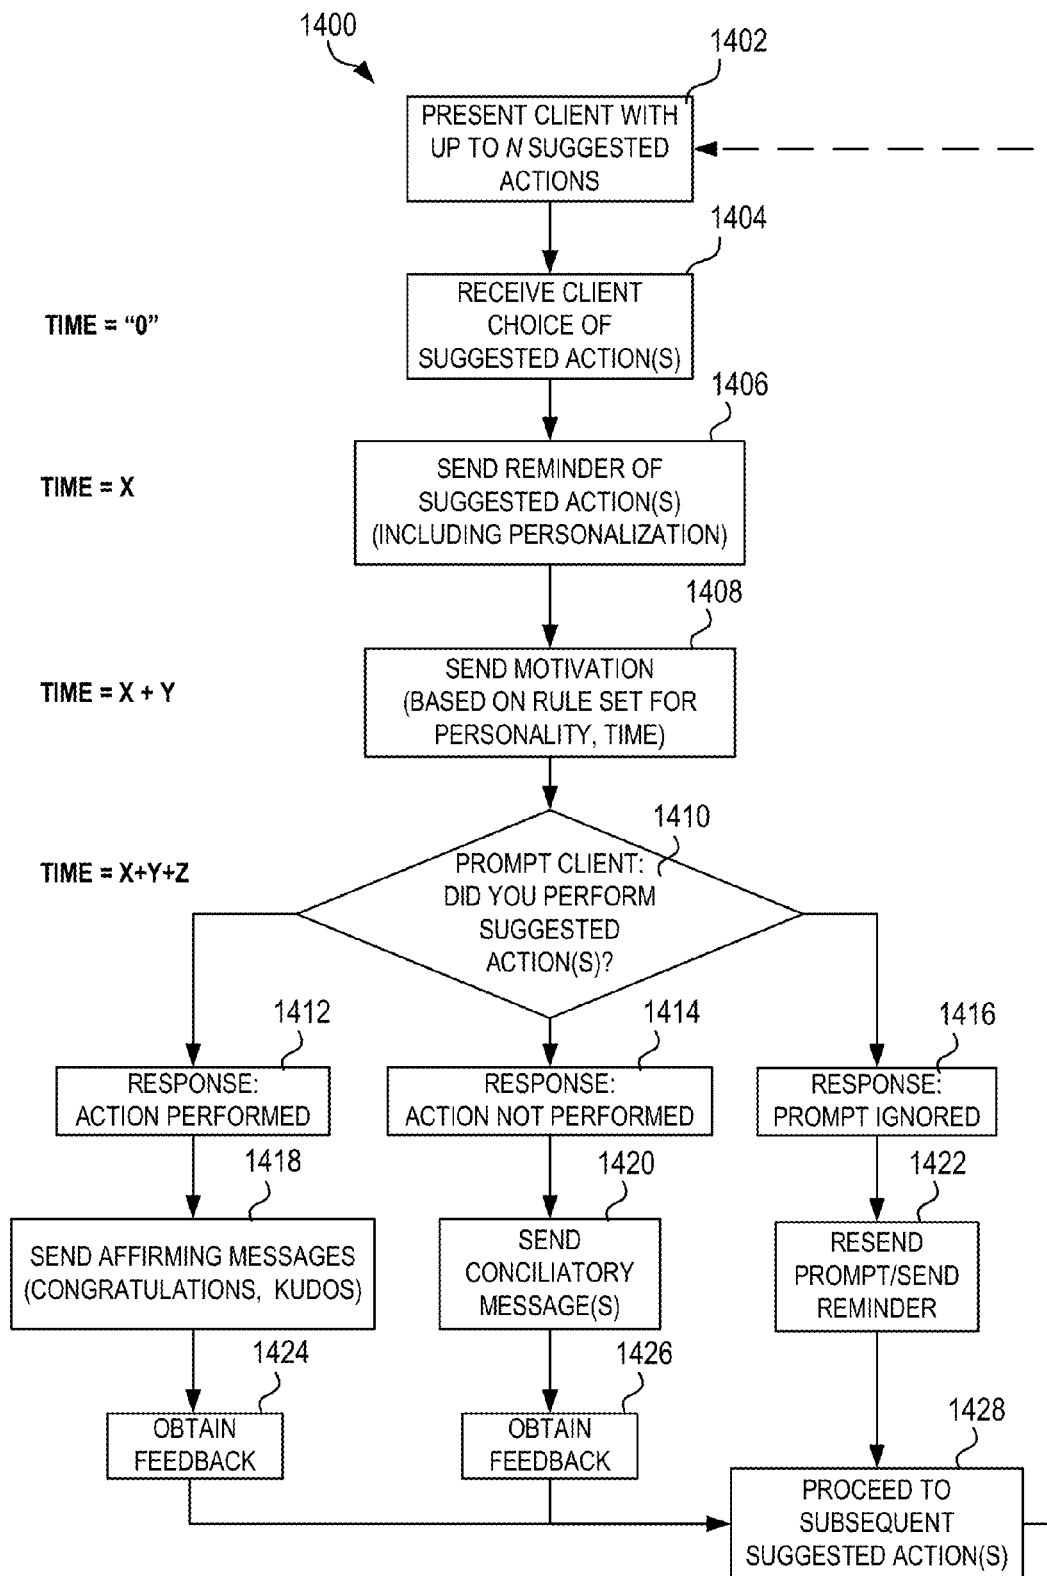 1400
1402
PRESENT CLIENT WITH
UP TO N SUGGESTED
ACTIONS
1404
TIME = “0”
RECEIVE CLIENT
CHOICE OF
SUGGESTED ACTION(S)
1406
TIME = X
SEND REMINDER OF
SUGGESTED ACTION(S)
(INCLUDING PERSONALIZATION)
1408
TIME = X + Y
SEND MOTIVATION
(BASED ON RULE SET FOR
PERSONALITY, TIME)
1410
TIME = X+Y+Z
PROMPT CLIENT:
DID YOU PERFORM
SUGGESTED
ACTION(S)?
1412
RESPONSE:
ACTION PERFORMED
1414
RESPONSE:
ACTION NOT PERFORMED
1416
RESPONSE:
PROMPT IGNORED
1418
SEND AFFIRMING MESSAGES
(CONGRATULATIONS, KUDOS)
1420
SEND
CONCILIATORY
MESSAGE(S)
1422
RESEND
PROMPT/SEND
REMINDER
1424
OBTAIN
FEEDBACK
1426
OBTAIN
FEEDBACK
1428
PROCEED TO
SUBSEQUENT
SUGGESTED ACTION(S)